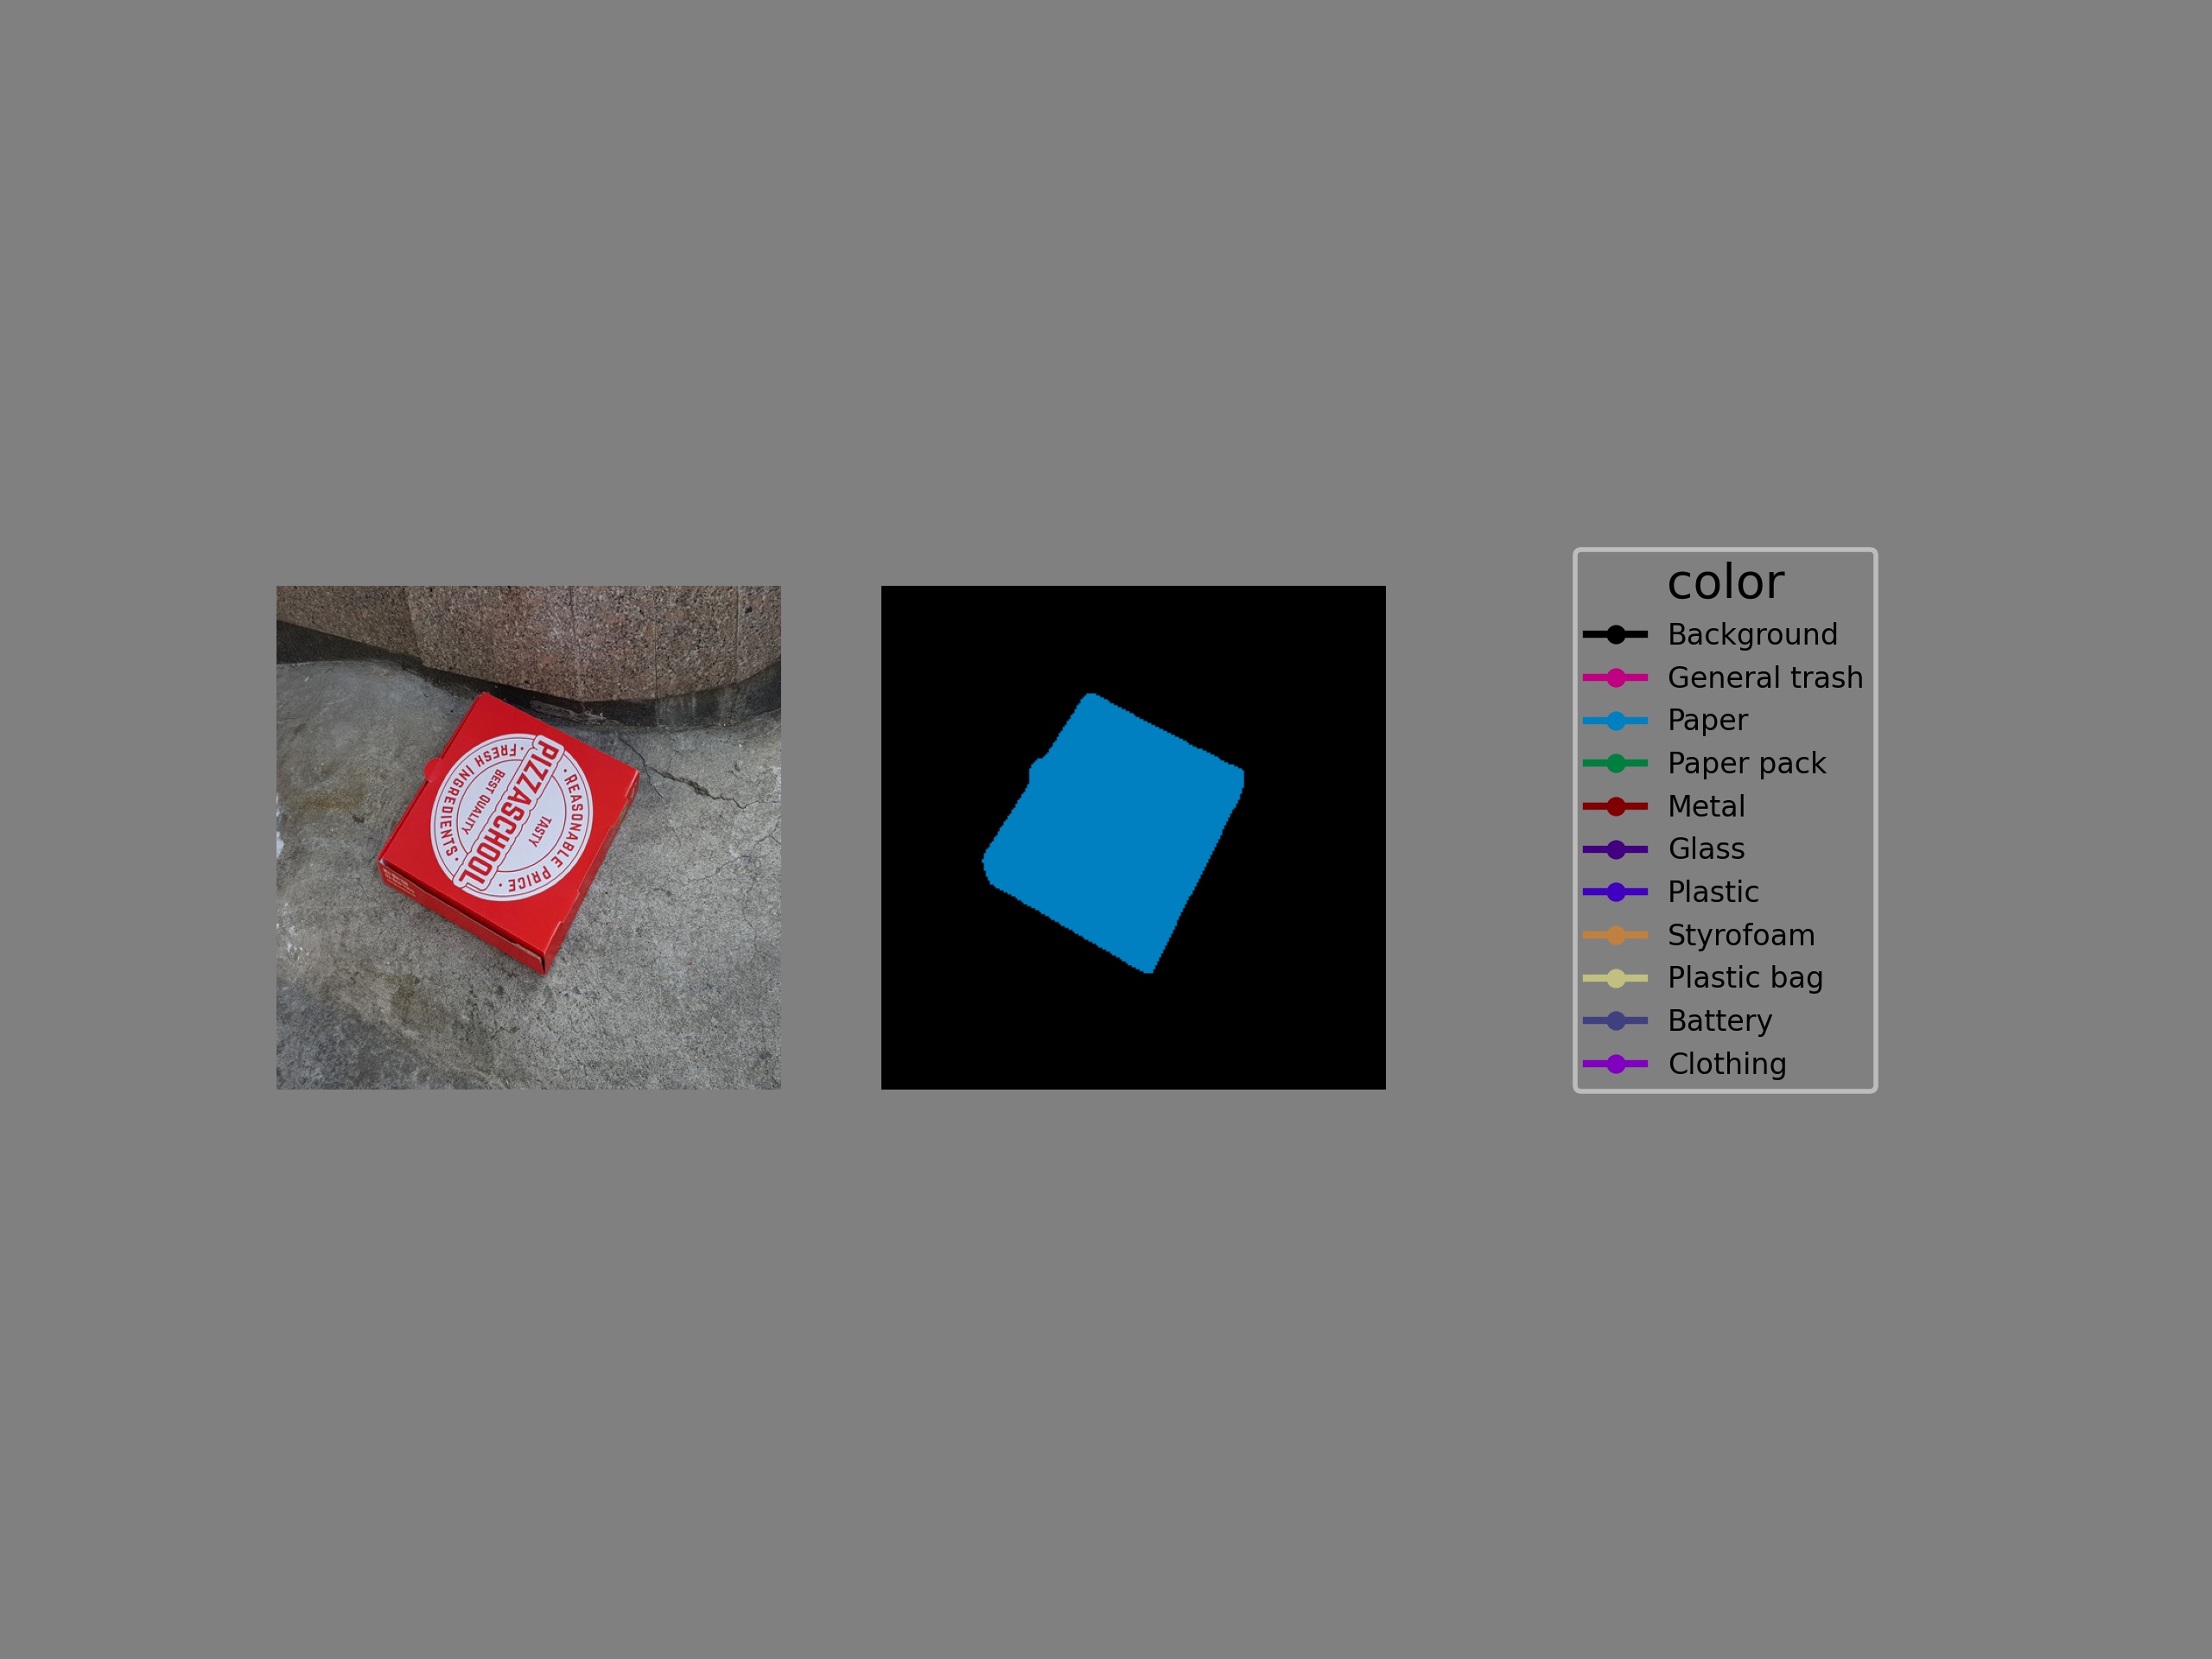 · FRESH INGREDIENTS ·
· REASONABLE PRICE ·
BEST QUALITY
PIZZASCHOOL
TASTY
color
Background
General trash
Paper
Paper pack
Metal
Glass
Plastic
Styrofoam
Plastic bag
Battery
Clothing